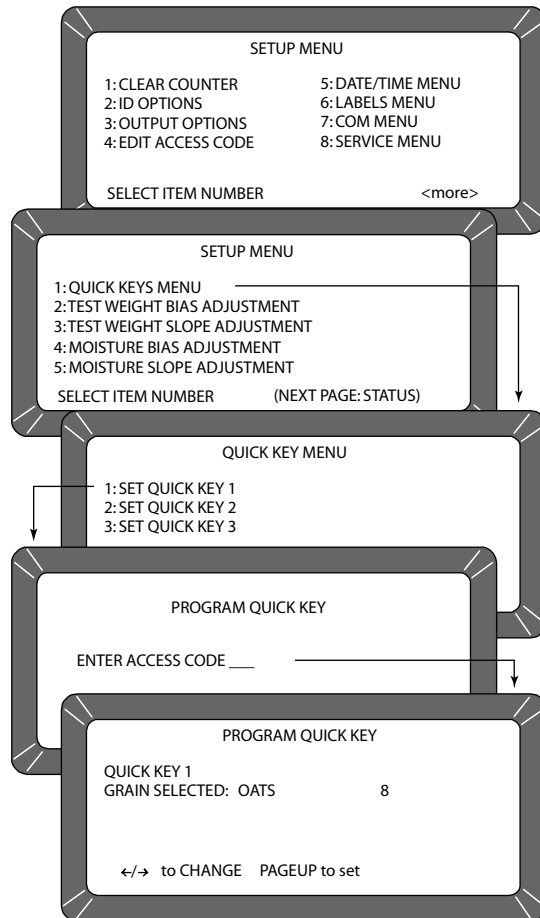 SETUP MENU
1: CLEAR COUNTER 5: DATE/TIME MENU
2: ID OPTIONS 6: LABELS MENU
3: OUTPUT OPTIONS 7: COM MENU
4: EDIT ACCESS CODE 8: SERVICE MENU
SELECT ITEM NUMBER <more>
SETUP MENU
1: QUICK KEYS MENU
2: TEST WEIGHT BIAS ADJUSTMENT
3: TEST WEIGHT SLOPE ADJUSTMENT
4: MOISTURE BIAS ADJUSTMENT
5: MOISTURE SLOPE ADJUSTMENT
SELECT ITEM NUMBER (NEXT PAGE: STATUS)
QUICK KEY MENU
1: SET QUICK KEY 1
2: SET QUICK KEY 2
3: SET QUICK KEY 3
PROGRAM QUICK KEY
ENTER ACCESS CODE ___
PROGRAM QUICK KEY
QUICK KEY 1
GRAIN SELECTED: OATS 8
←/→ to CHANGE PAGEUP to set